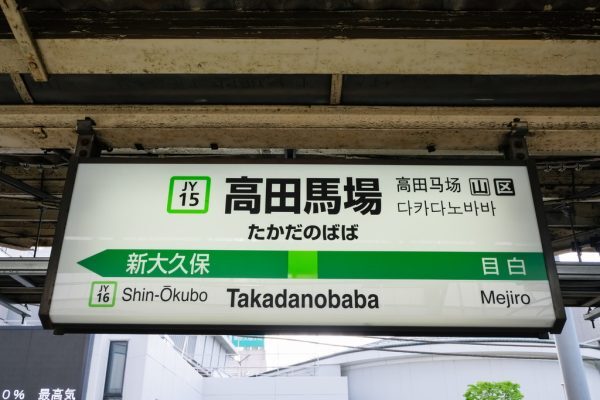 JY
15
高田馬場
高田马场 山 区
다카다노바바
たかだのばば
新大久保
目白
JY
16
Shin-Ōkubo
Takadanobaba
Mejiro
0% 最高気